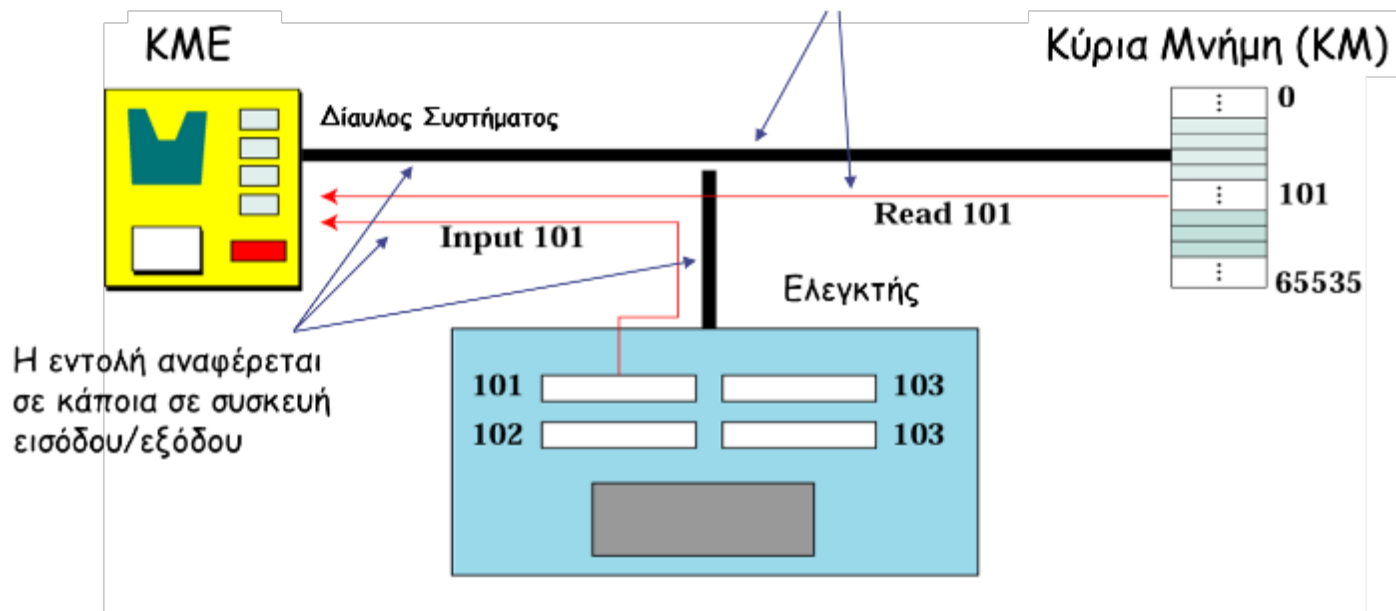 ΚΜΕ
Κύρια Μνήμη (ΚΜ)
Δίαυλος Συστήματος
0
101
65535
Read 101
Input 101
Ελεγκτής
Η εντολή αναφέρεται
σε κάποια σε συσκευή
εισόδου/εξόδου
101
103
102
103